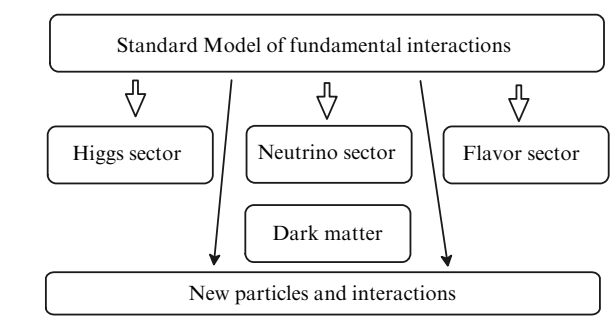 Standard Model of fundamental interactions
Higgs sector
Neutrino sector
Flavor sector
Dark matter
New particles and interactions